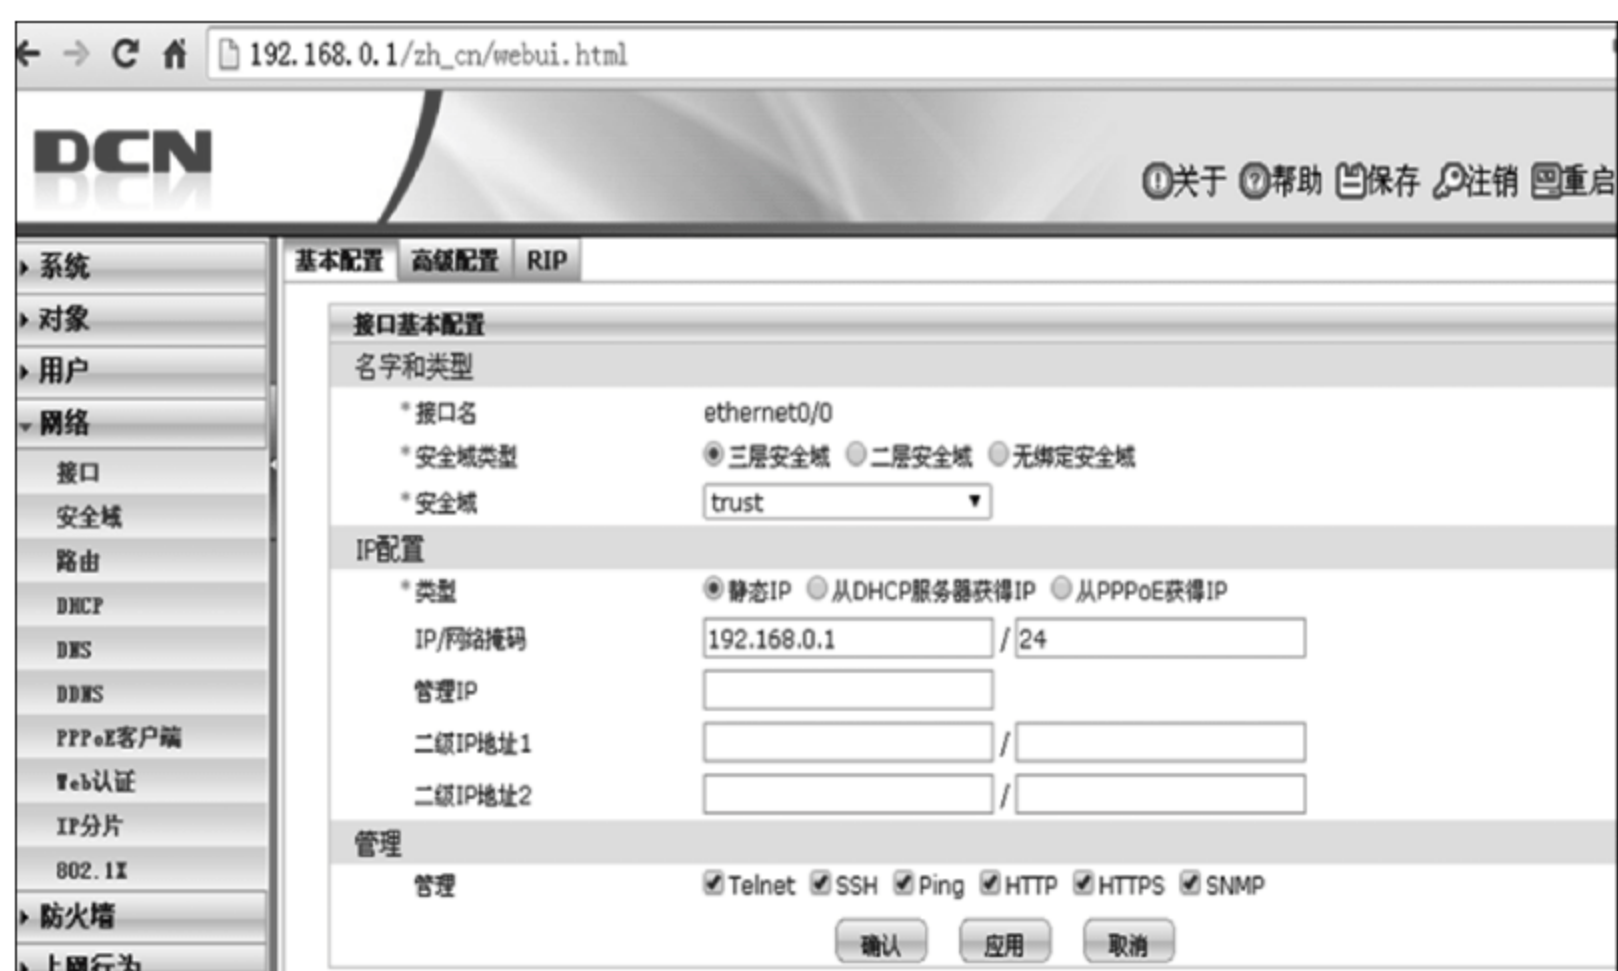 192.168.0.1/zh_cn/webui.html
DCN
关于 帮助 保存 注销 重启
系统
对象
用户
网络
接口
安全域
路由
DHCP
DNS
DDNS
PPPoE客户端
Web认证
IP分片
802.1X
防火墙
上网行为
基本配置 高级配置 RIP
接口基本配置
名字和类型
*接口名 ethernet0/0
*安全域类型 三层安全域 二层安全域 无绑定安全域
*安全域 trust
IP配置
*类型 静态IP 从DHCP服务器获得IP 从PPPoE获得IP
IP/网络掩码 192.168.0.1 / 24
管理IP
二级IP地址1 /
二级IP地址2 /
管理
管理 Telnet SSH Ping HTTP HTTPS SNMP
确认 应用 取消